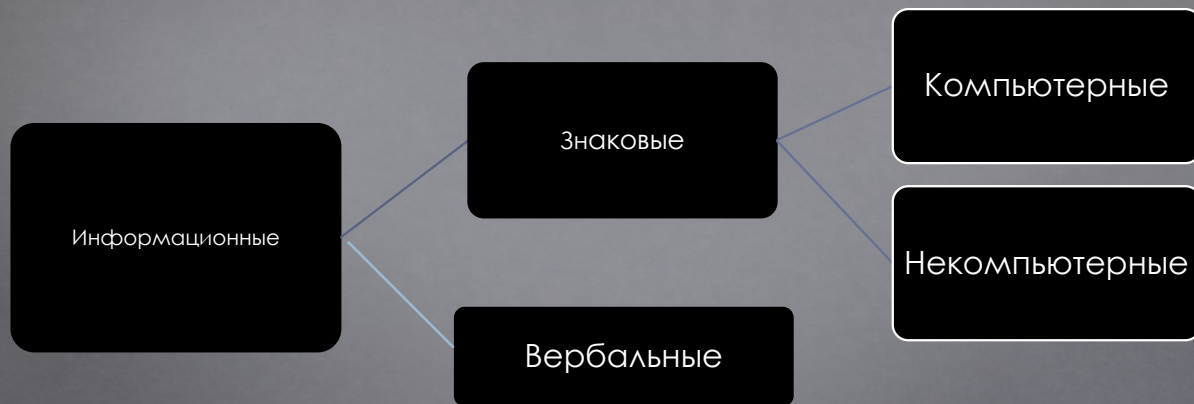 Информационные
Знаковые
Вербальные
Компьютерные
Некомпьютерные